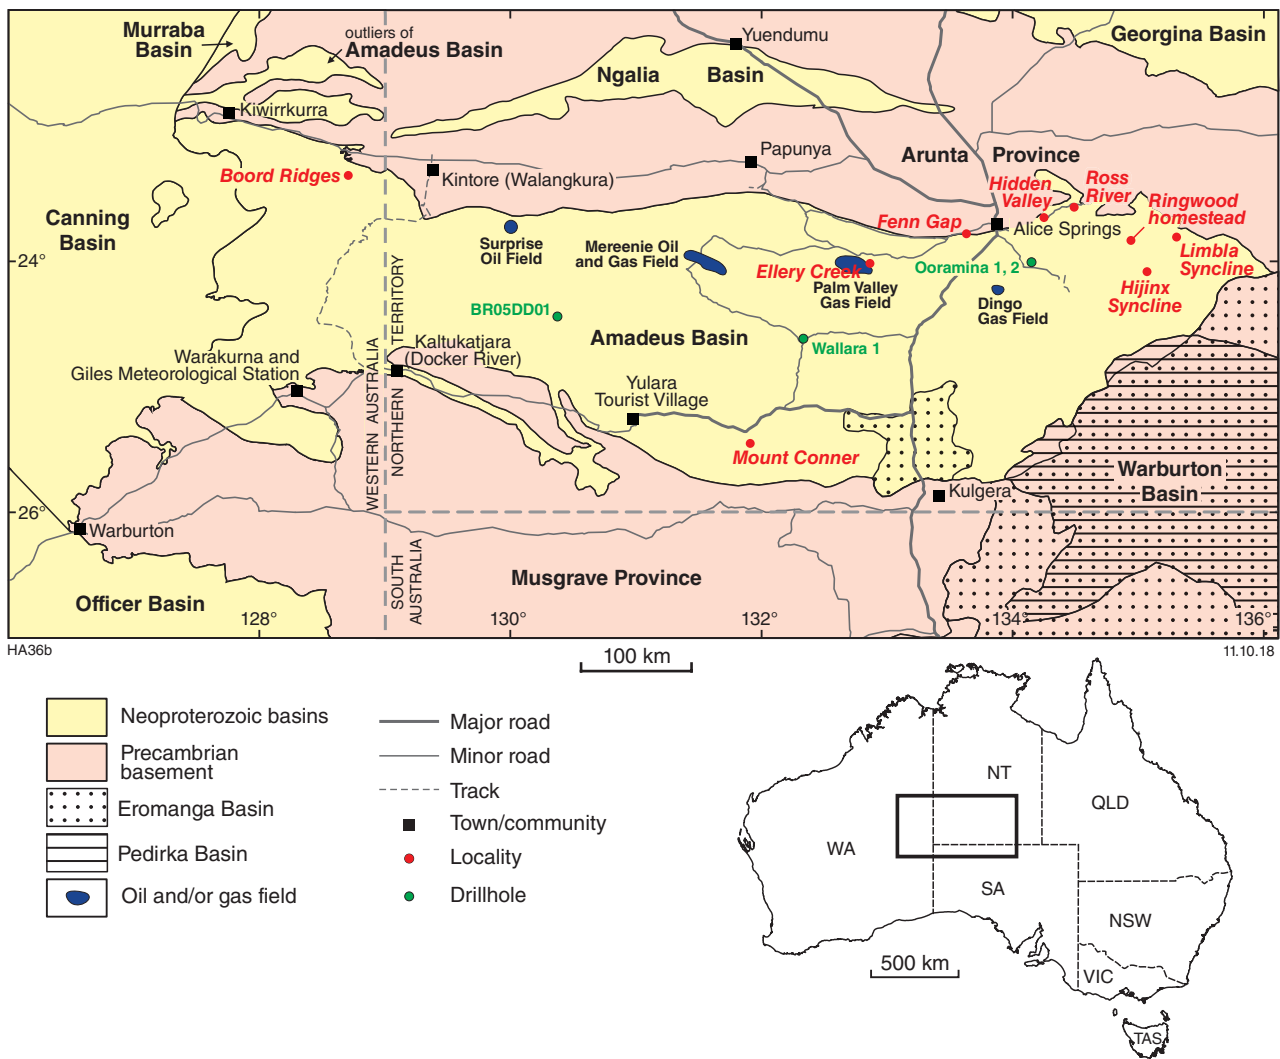 Murraba
Basin
outliers of
Amadeus Basin
Yuendumu
Georgina Basin
Ngalia Basin
Kiwirrkurra
Papunya
Arunta Province
Boord Ridges
Kintore (Walangkura)
Hidden
Valley
Ross
River
Ringwood
homestead
Canning
Basin
Fenn Gap
Alice Springs
Surprise
Oil Field
Mereenie Oil
and Gas Field
Ellery Creek
Palm Valley
Gas Field
Ooramina 1, 2
Dingo
Gas Field
Limbla
Syncline
Hijinx
Syncline
24°
BR05DD01
Amadeus Basin
Wallara 1
Warakurna and
Giles Meteorological Station
Kaltukatjara
(Docker River)
Yulara
Tourist Village
WESTERN AUSTRALIA
NORTHERN TERRITORY
Mount Conner
Warburton
Basin
Kulgera
26°
Warburton
Musgrave Province
SOUTH
AUSTRALIA
Officer Basin
128°
130°
132°
134°
136°
HA36b
11.10.18
100 km
Neoproterozoic basins
Precambrian
basement
Eromanga Basin
Pedirka Basin
Oil and/or gas field
Major road
Minor road
Track
Town/community
Locality
Drillhole
NT
QLD
WA
SA
NSW
VIC
TAS
500 km